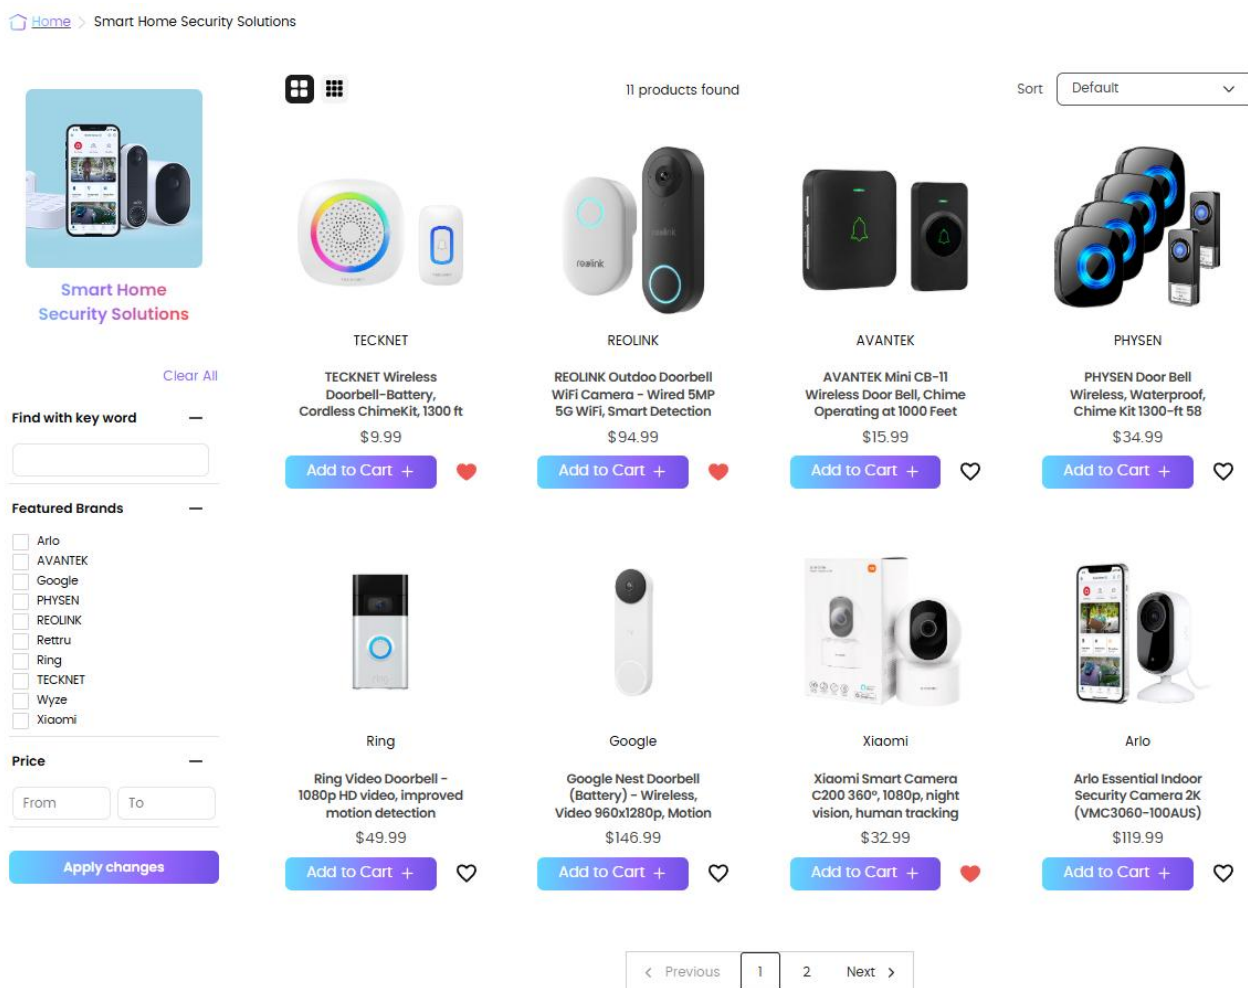 Home > Smart Home Security Solutions
11 products found
Sort
Default
Smart Home
Security Solutions
Clear All
Find with key word
Featured Brands
Arlo
AVANTEK
Google
PHYSEN
REOLINK
Rettru
Ring
TECKNET
Wyze
Xiaomi
Price
From
To
Apply changes
reolink
reolink
TECKNET
REOLINK
AVANTEK
PHYSEN
TECKNET Wireless
Doorbell-Battery,
Cordless ChimeKit, 1300 ft
$9.99
Add to Cart +
REOLINK Outdoo Doorbell
WiFi Camera - Wired 5MP
5G WiFi, Smart Detection
$94.99
Add to Cart +
AVANTEK Mini CB-11
Wireless Door Bell, Chime
Operating at 1000 Feet
$15.99
Add to Cart +
PHYSEN Door Bell
Wireless, Waterproof,
Chime Kit 1300-ft 58
$34.99
Add to Cart +
ring
Ring
Google
Xiaomi
Arlo
Ring Video Doorbell -
1080p HD video, improved
motion detection
$49.99
Add to Cart +
Google Nest Doorbell
(Battery) - Wireless,
Video 960x1280p, Motion
$146.99
Add to Cart +
Xiaomi Smart Camera
C200 360°, 1080p, night
vision, human tracking
$32.99
Add to Cart +
Arlo Essential Indoor
Security Camera 2K
(VMC3060-100AUS)
$119.99
Add to Cart +
< Previous
1
2
Next >